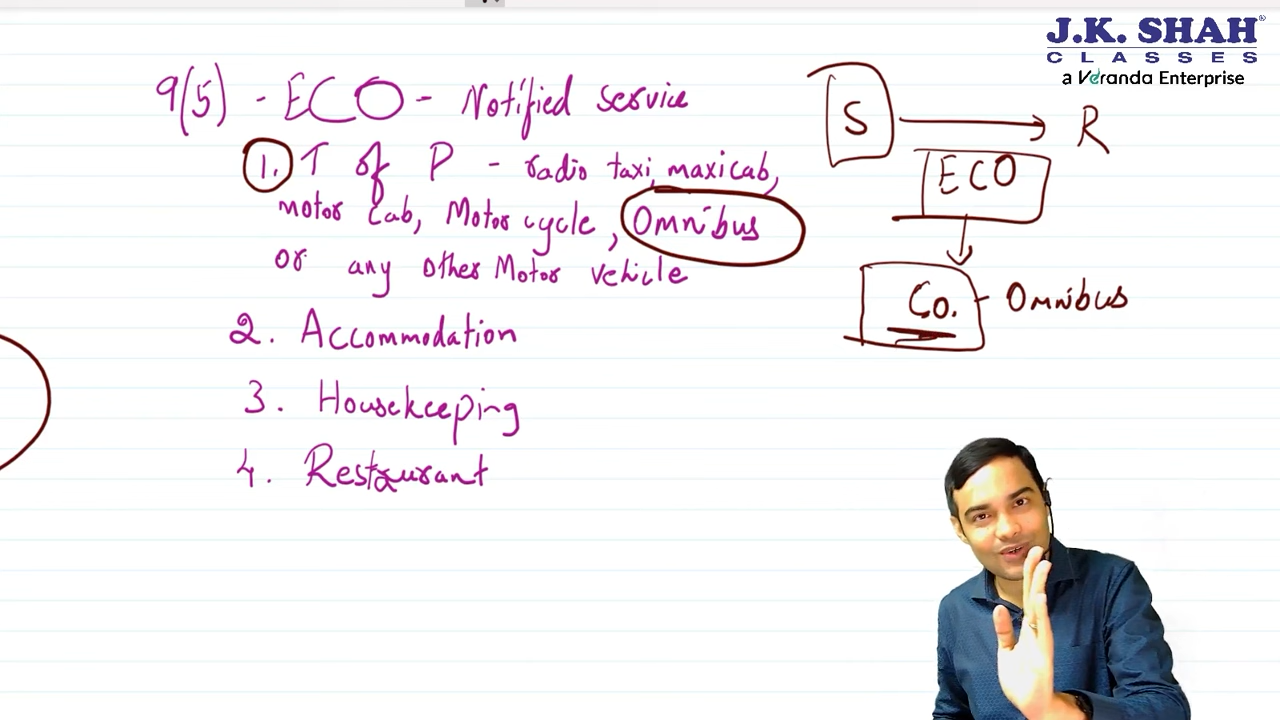 J.K. SHAH®
CLASSES
a Veranda Enterprise
9(5) - ECO - Notified service
1. T of P - radio taxi, maxicab,
motor cab, Motor cycle, Omnibus
or any other Motor vehicle
2. Accommodation
3. Housekeeping
4. Restaurant
S → R
ECO
Co. - Omnibus